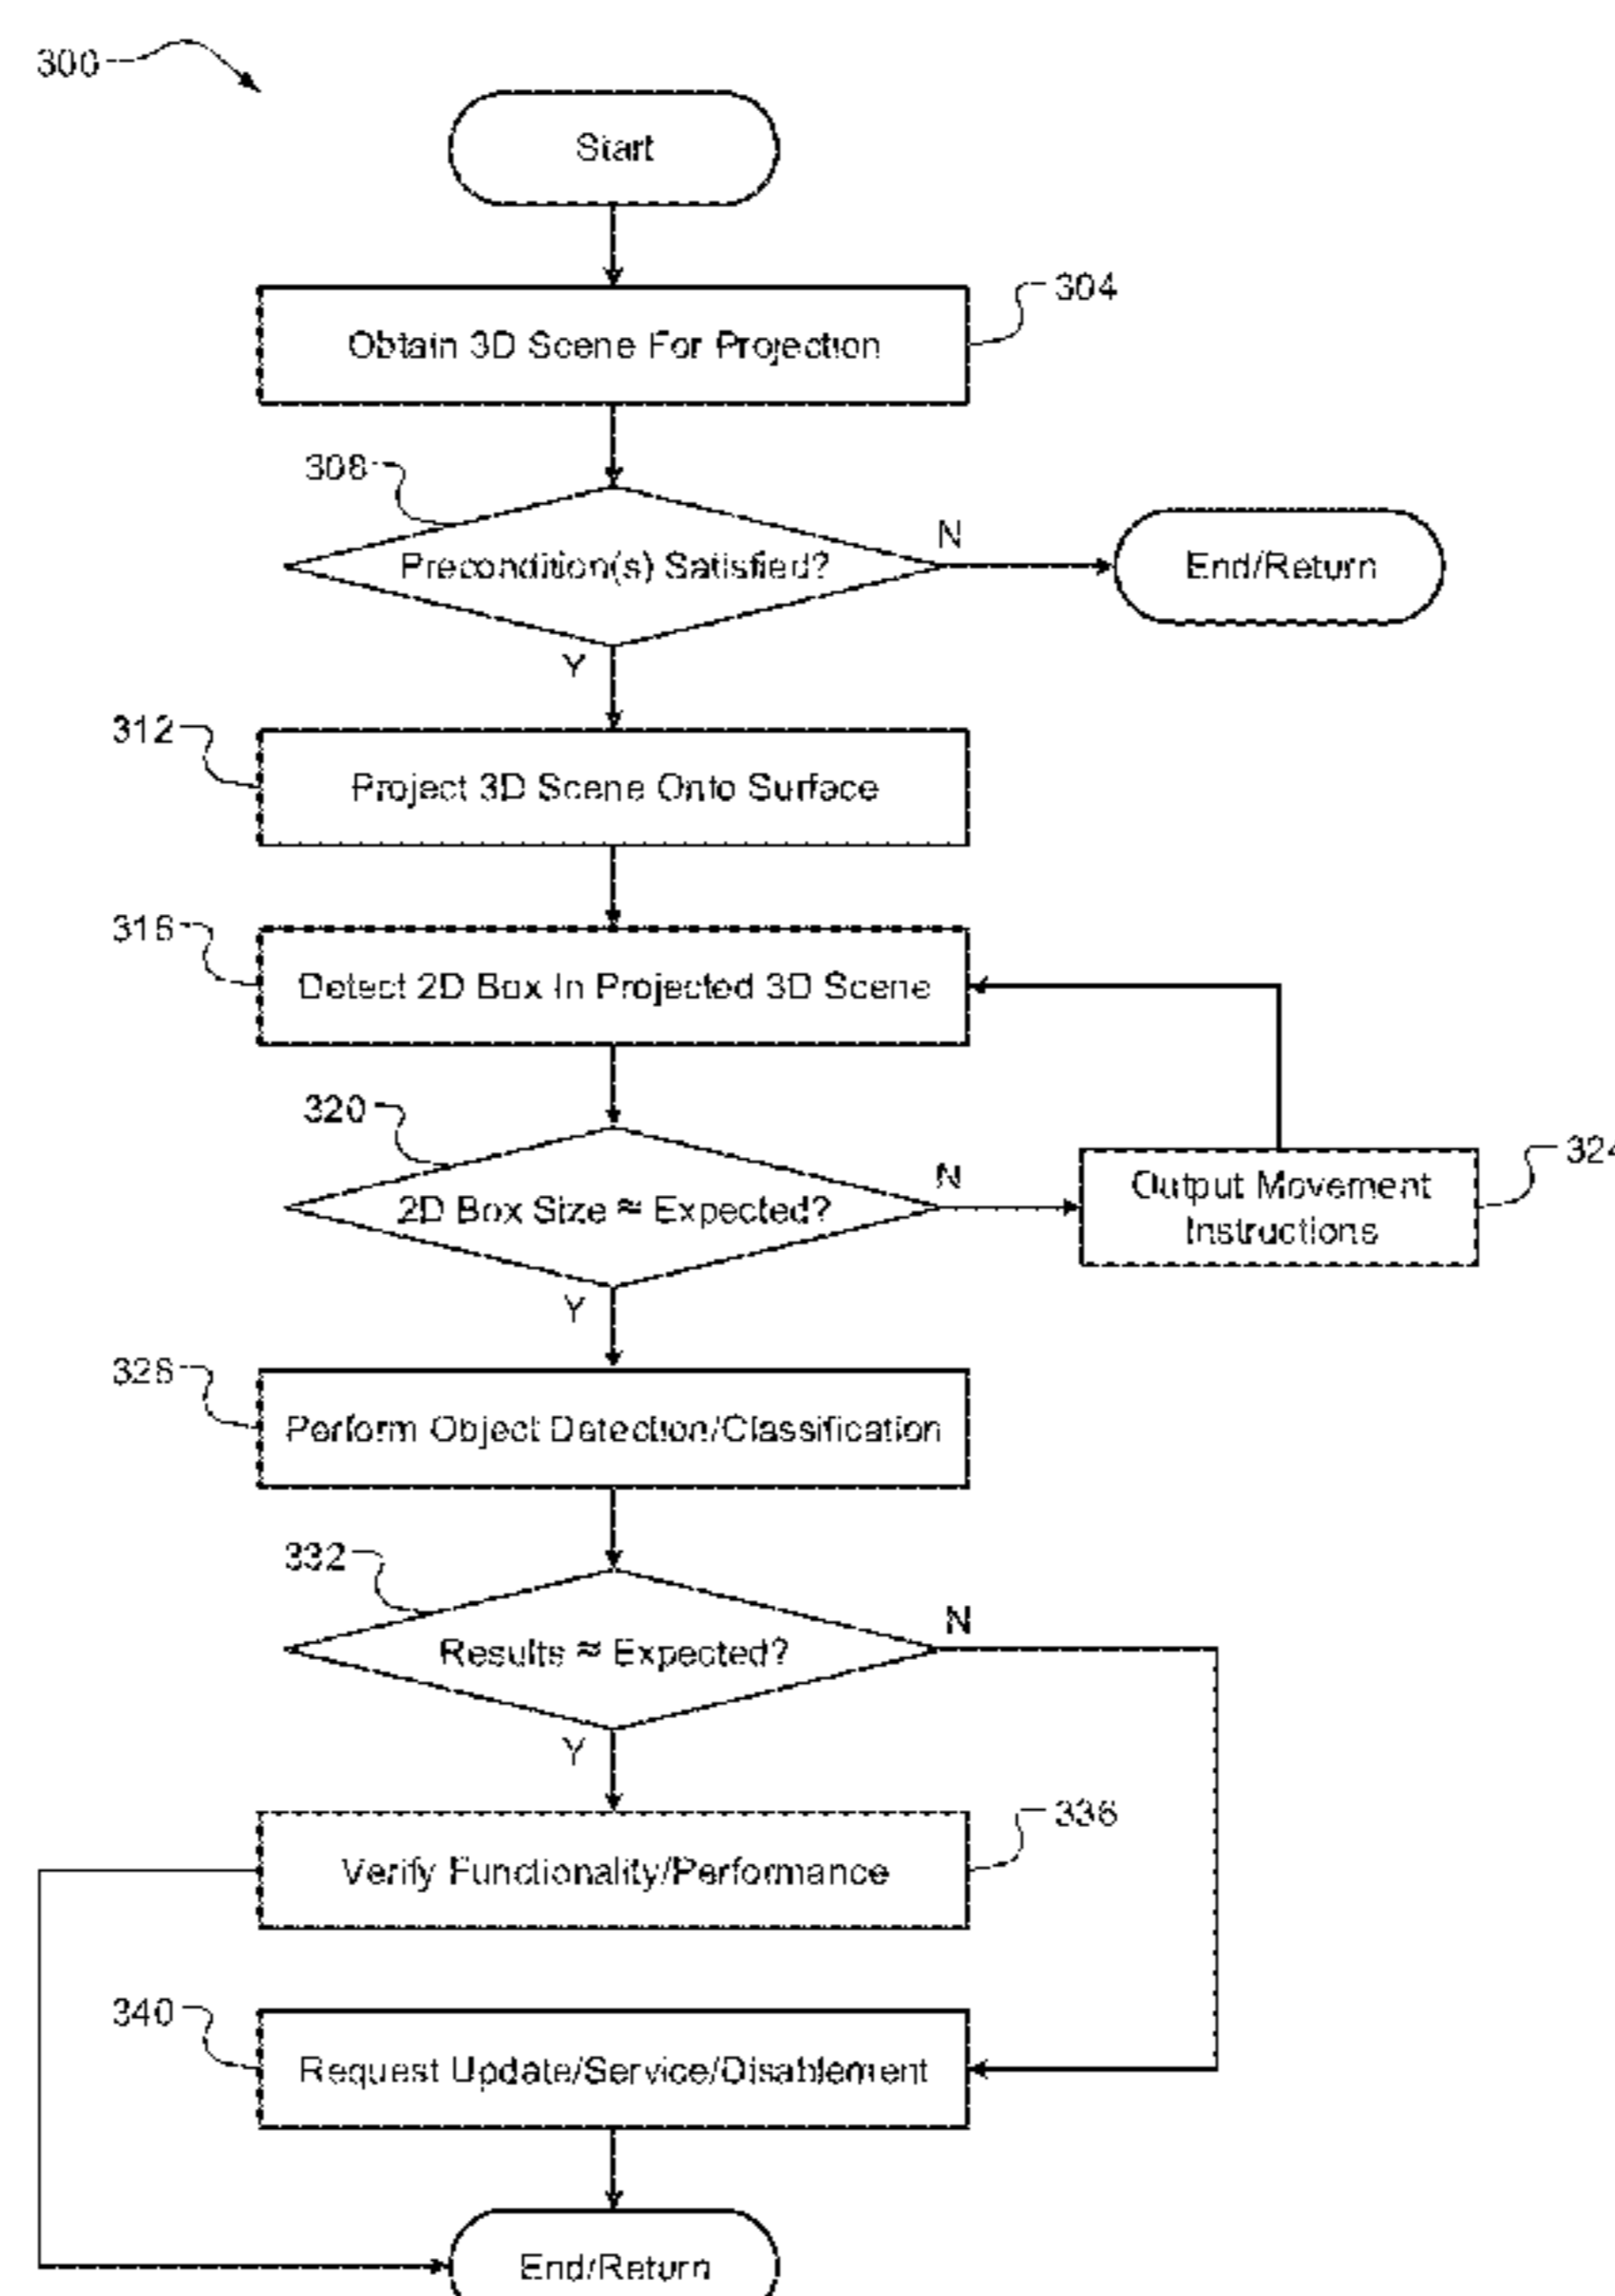 300
Start
Obtain 3D Scene For Projection
304
308
Precondition(s) Satisfied?
N
End/Return
Y
312
Project 3D Scene Onto Surface
316
Detect 2D Box In Projected 3D Scene
320
2D Box Size ≈ Expected?
N
Output Movement
Instructions
324
Y
328
Perform Object Detection/Classification
332
Results ≈ Expected?
N
Y
Verify Functionality/Performance
336
340
Request Update/Service/Disablement
End/Return